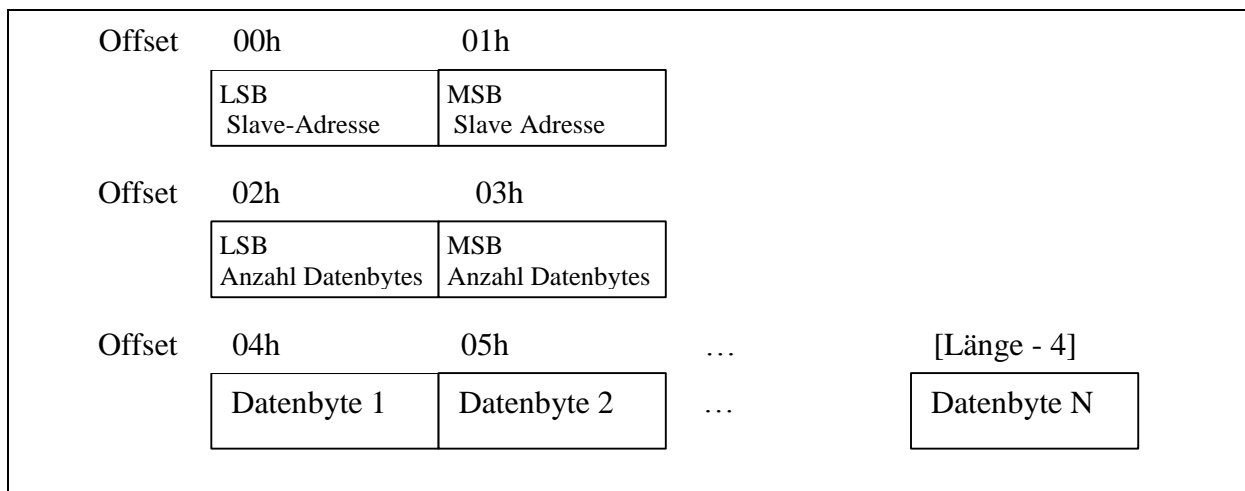 Offset 00h 01h
LSB MSB
Slave-Adresse Slave Adresse
Offset 02h 03h
LSB MSB
Anzahl Datenbytes Anzahl Datenbytes
Offset 04h 05h … [Länge - 4]
Datenbyte 1 Datenbyte 2 … Datenbyte N